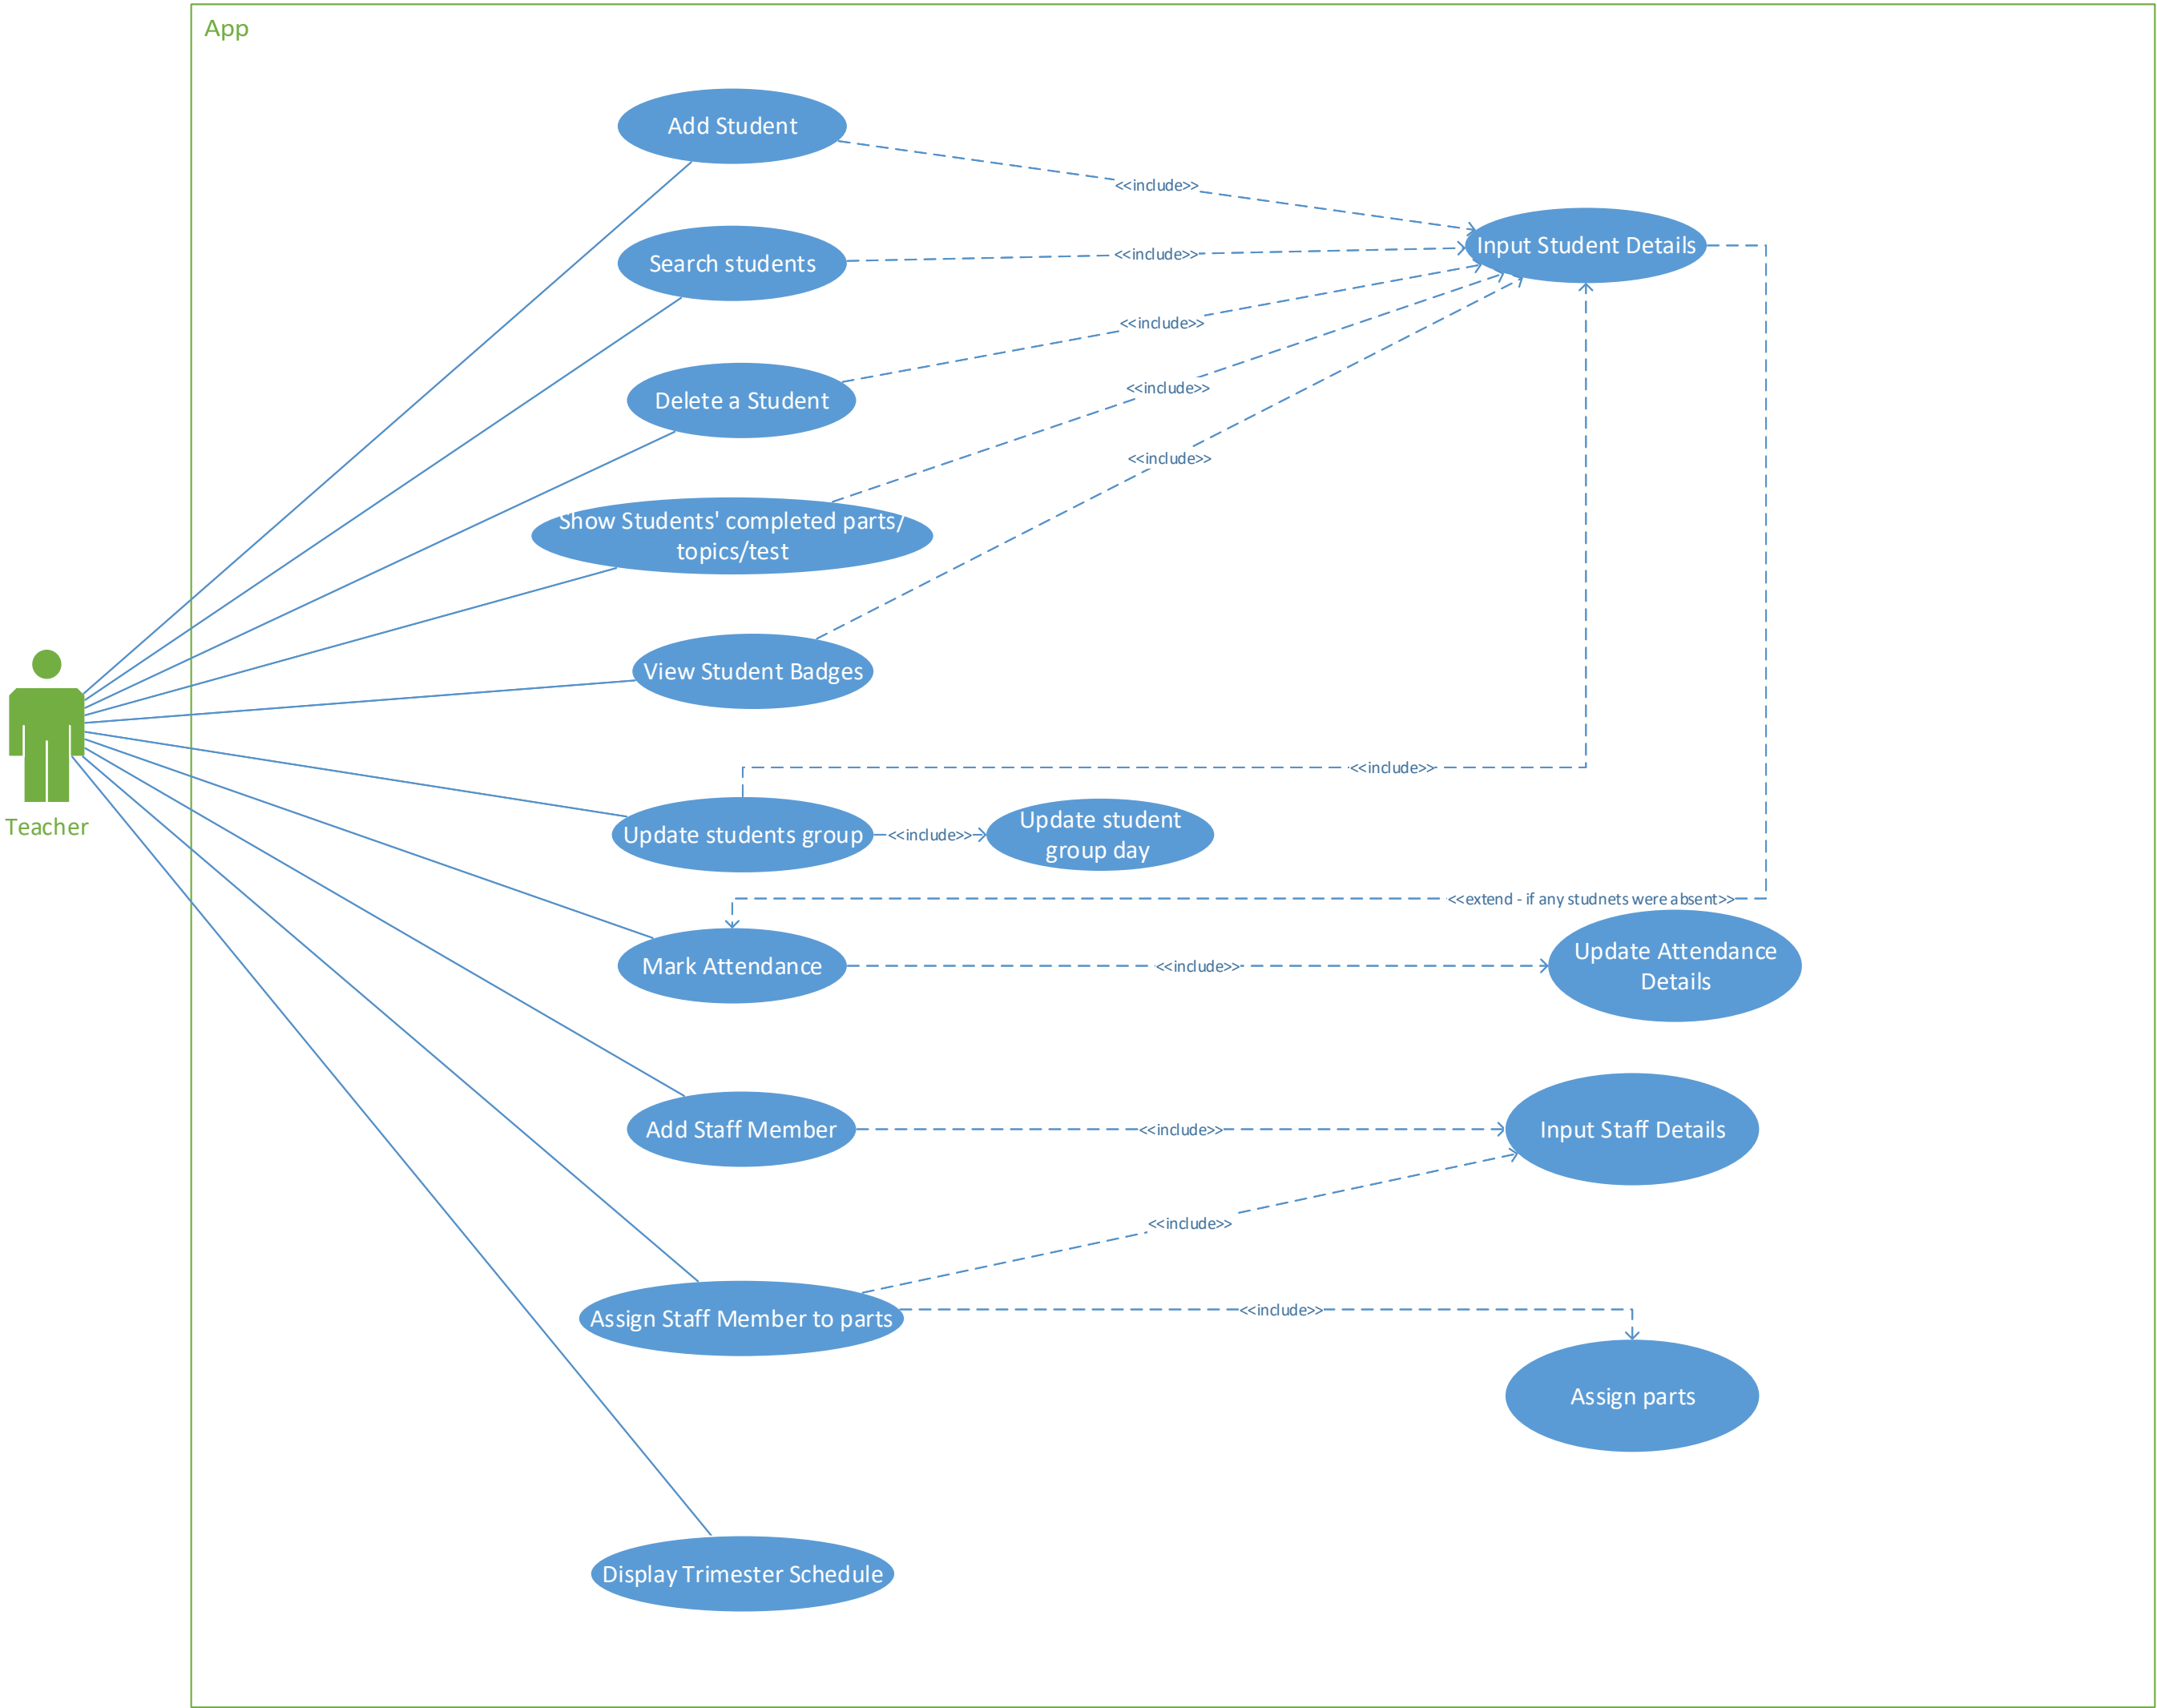 App
Add Student
<<include>>
Input Student Details
Search students
<<include>>
<<include>>
Delete a Student
<<include>>
<<include>>
Show Students' completed parts/
topics/test
View Student Badges
<<include>>
Teacher
Update students group
<<include>>
Update student
group day
<<extend - if any studnets were absent>>
Mark Attendance
<<include>>
Update Attendance
Details
Add Staff Member
<<include>>
Input Staff Details
<<include>>
Assign Staff Member to parts
<<include>>
Assign parts
Display Trimester Schedule